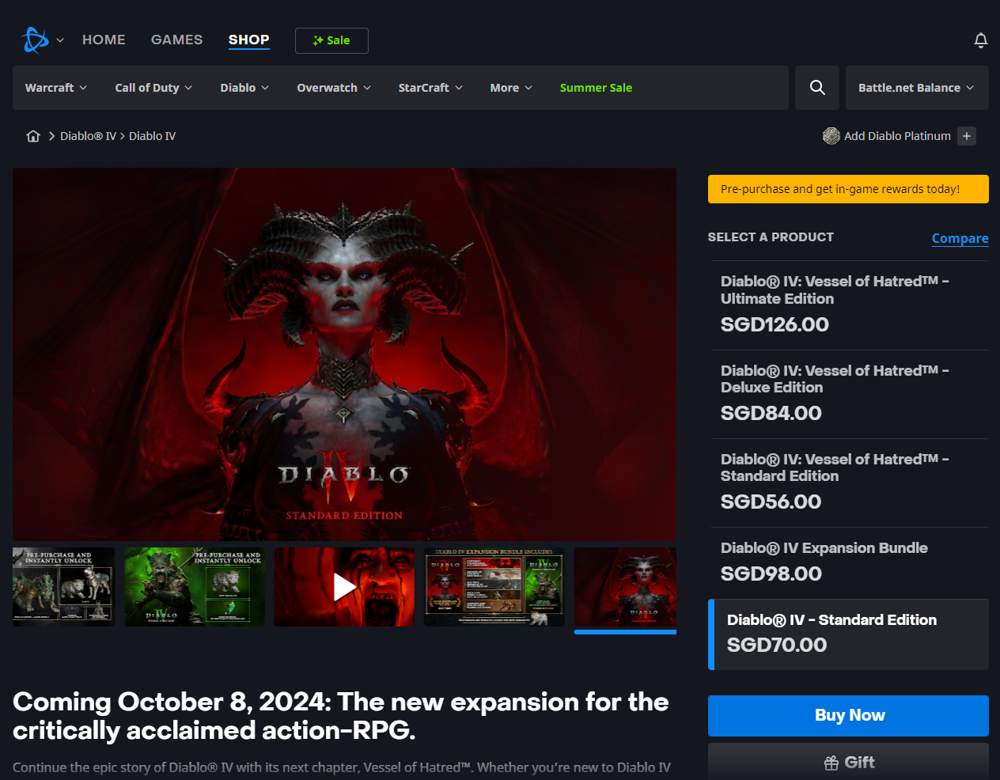 HOME
GAMES
SHOP
Sale
Warcraft
Call of Duty
Diablo
Overwatch
StarCraft
More
Summer Sale
Battle.net Balance
Diablo® IV
Diablo IV
Add Diablo Platinum
DIABLO
IV
STANDARD EDITION
PRE-PURCHASE AND
INSTANTLY UNLOCK
PRE-PURCHASE AND
INSTANTLY UNLOCK
DIABLO
DIABLO IV EXPANSION BUNDLE INCLUDES
DIABLO
DIABLO
DIABLO
Coming October 8, 2024: The new expansion for the
critically acclaimed action-RPG.
Continue the epic story of Diablo® IV with its next chapter, Vessel of Hatred™. Whether you're new to Diablo IV
Pre-purchase and get in-game rewards today!
SELECT A PRODUCT
Compare
Diablo® IV: Vessel of Hatred™ -
Ultimate Edition
SGD126.00
Diablo® IV: Vessel of Hatred™ -
Deluxe Edition
SGD84.00
Diablo® IV: Vessel of Hatred™ -
Standard Edition
SGD56.00
Diablo® IV Expansion Bundle
SGD98.00
Diablo® IV - Standard Edition
SGD70.00
Buy Now
Gift